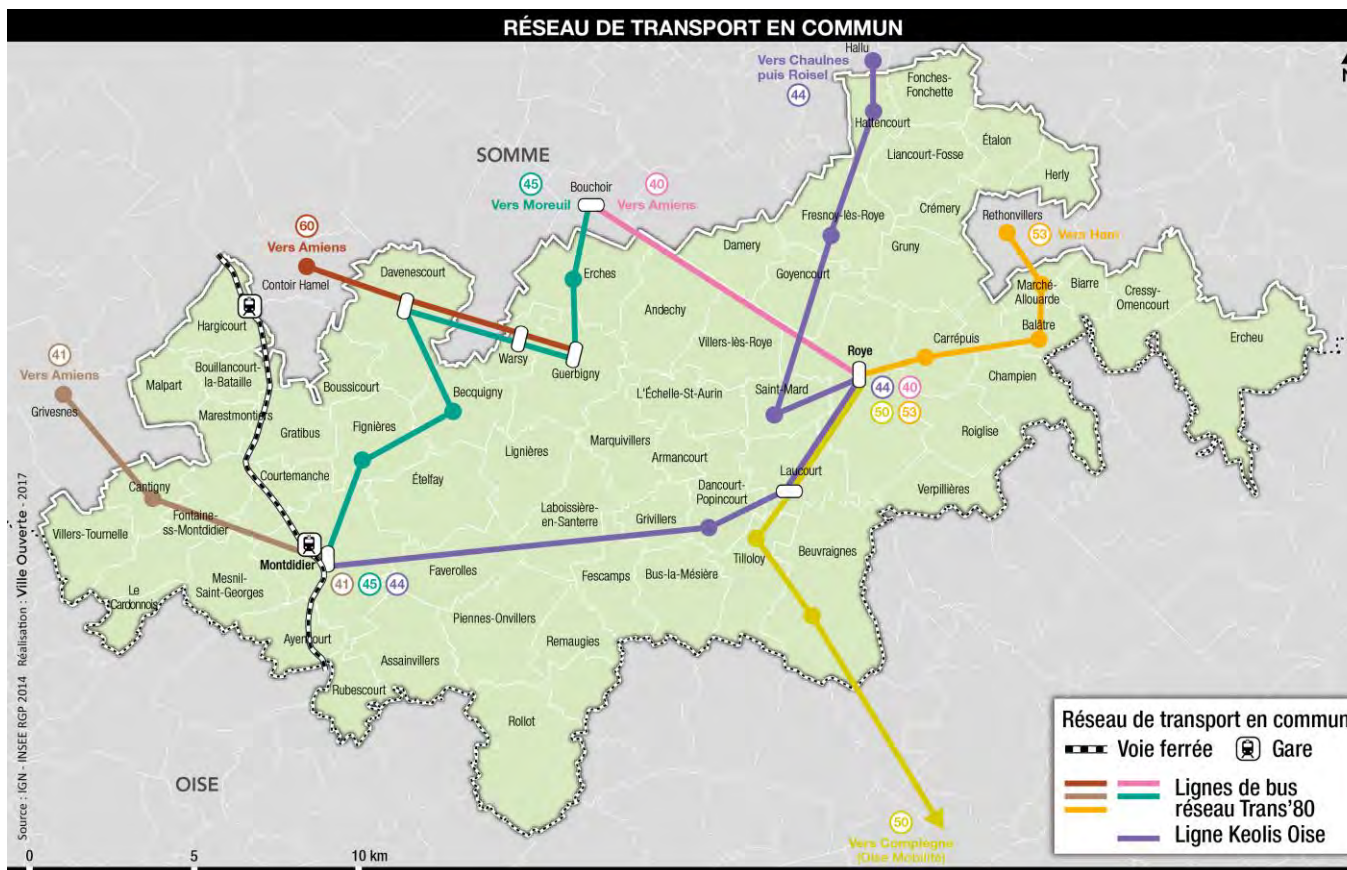 RÉSEAU DE TRANSPORT EN COMMUN
Hallu
Vers Chaulnes
puis Roisel
44
Fonches-
Fonchette
N
Hattencourt
Étalon
Liancourt-Fosse
SOMME
Herly
45
Vers Moreuil
Bouchoir
40
Vers Amiens
Fresnoy-lès-Roye
Crémery
Rethonvillers
53 Vers Ham
60
Vers Amiens
Damery
Gruny
Davenescourt
Goyencourt
Contoir Hamel
Erches
Marché-
Allouarde
Biarre
Cressy-
Omencourt
Andechy
Hargicourt
Balâtre
Ercheu
Carrépuis
Villers-lès-Roye
Roye
Warsy
Guerbigny
41
Vers Amiens
Bouillancourt-
la-Bataille
Malpart
Boussicourt
Becquigny
L'Échelle-St-Aurin
Saint-Mard
44 40
50 53
Champien
Grivesnes
Marestmontiers
Gratibus
Fignières
Roiglise
Lignières
Marquivillers
Armancourt
Courtemanche
Ételfay
Laucourt
Cantigny
Dancourt-
Popincourt
Verpillières
Villers-Tournelle
Fontaine-
ss-Montdidier
Laboissière-
en-Santerre
Grivillers
Montdidier
Tilloloy
Beuvraignes
41 45 44
Faverolles
Fescamps
Bus-la-Mésière
Mesnil-
Saint-Georges
Le
Cardonnois
Piennes-Onvillers
Ayencourt
Remaugies
Assainvillers
Rubescourt
Rollot
OISE
50
Vers Compiègne
(Oise Mobilité)
Réseau de transport en commun
Voie ferrée
Gare
Lignes de bus
réseau Trans'80
Ligne Keolis Oise
0 5 10 km
Source : IGN - INSEE RGP 2014 Réalisation : Ville Ouverte - 2017